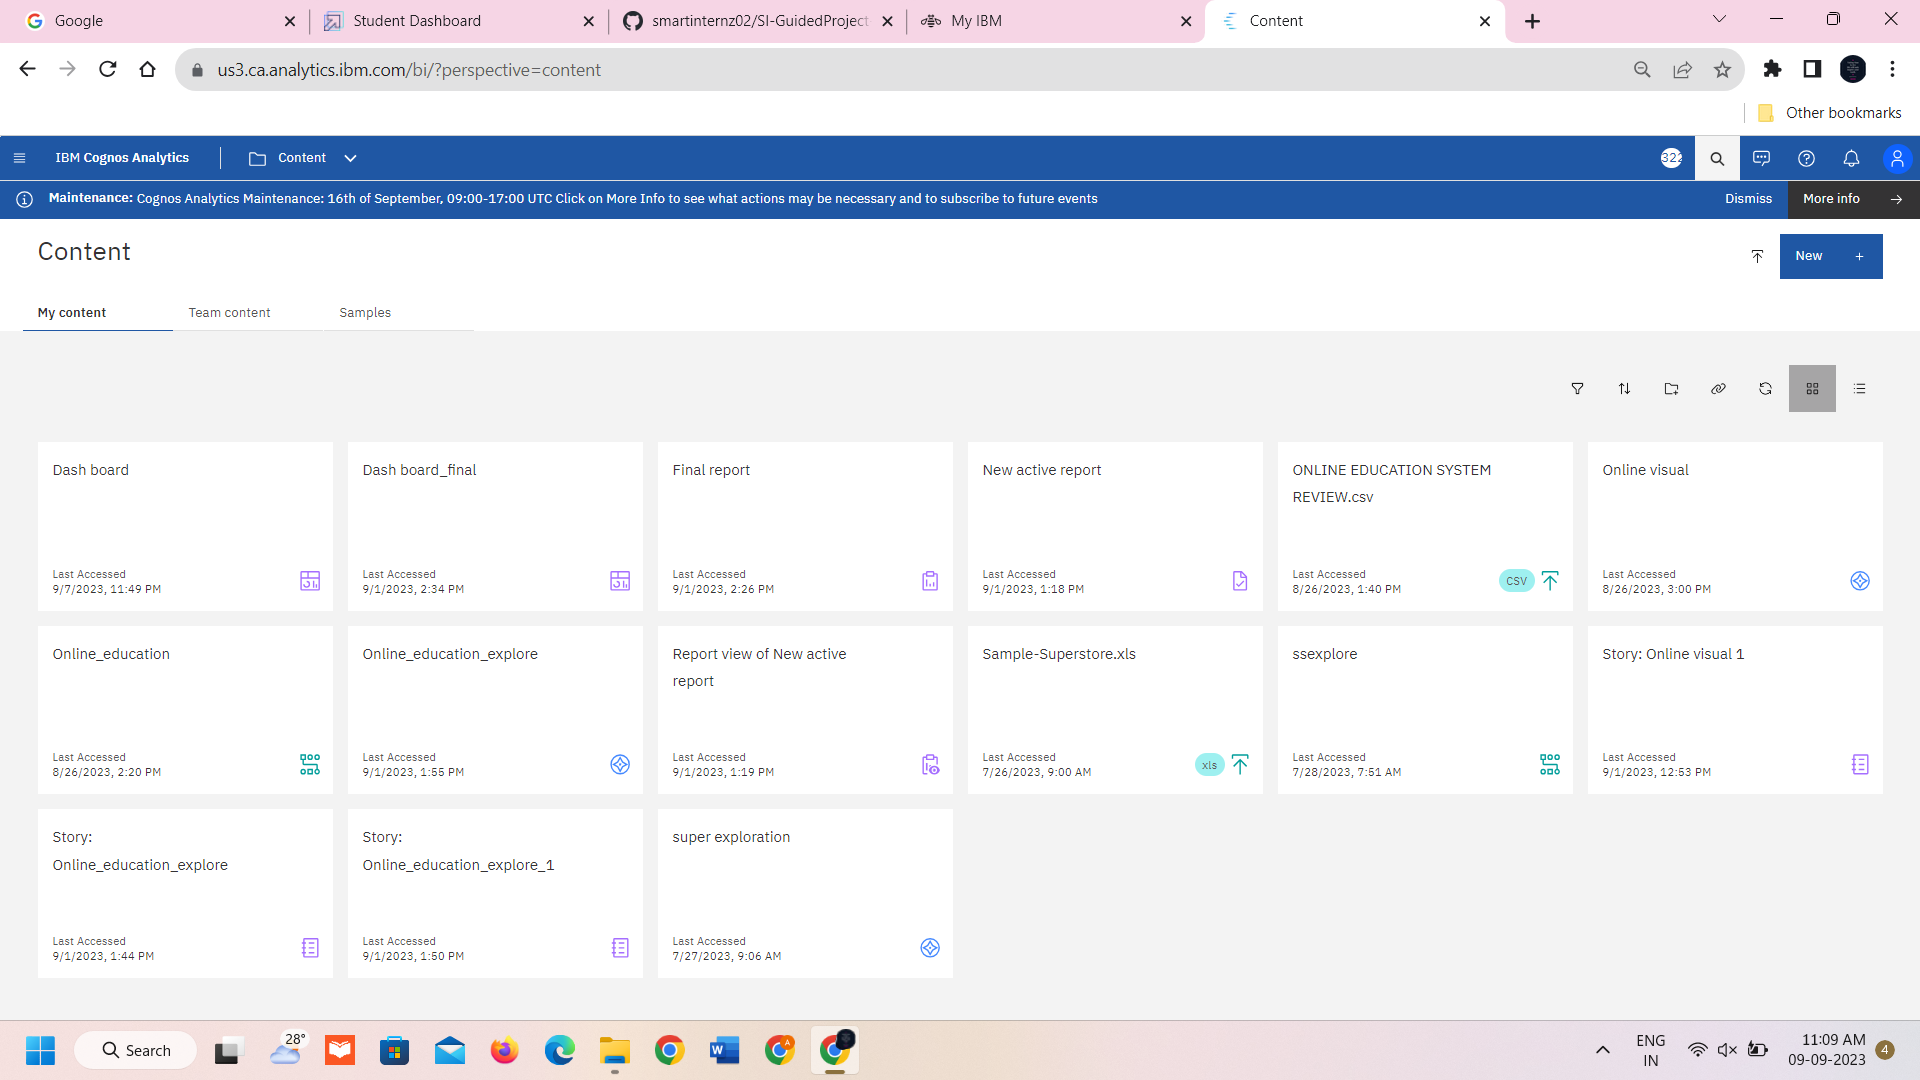 Google
Student Dashboard
smartinternz02/SI-GuidedProject-
My IBM
Content
us3.ca.analytics.ibm.com/bi/?perspective=content
Other bookmarks
IBM Cognos Analytics
Content
322
Maintenance: Cognos Analytics Maintenance: 16th of September, 09:00-17:00 UTC Click on More Info to see what actions may be necessary and to subscribe to future events
Dismiss
More info
Content
New
My content
Team content
Samples
Dash board
Last Accessed
9/7/2023, 11:49 PM
Dash board_final
Last Accessed
9/1/2023, 2:34 PM
Final report
Last Accessed
9/1/2023, 2:26 PM
New active report
Last Accessed
9/1/2023, 1:18 PM
ONLINE EDUCATION SYSTEM
REVIEW.csv
Last Accessed
8/26/2023, 1:40 PM
CSV
Online visual
Last Accessed
8/26/2023, 3:00 PM
Online_education
Last Accessed
8/26/2023, 2:20 PM
Online_education_explore
Last Accessed
9/1/2023, 1:55 PM
Report view of New active
report
Last Accessed
9/1/2023, 1:19 PM
Sample-Superstore.xls
Last Accessed
7/26/2023, 9:00 AM
xls
ssexplore
Last Accessed
7/28/2023, 7:51 AM
Story: Online visual 1
Last Accessed
9/1/2023, 12:53 PM
Story:
Online_education_explore
Last Accessed
9/1/2023, 1:44 PM
Story:
Online_education_explore_1
Last Accessed
9/1/2023, 1:50 PM
super exploration
Last Accessed
7/27/2023, 9:06 AM
Search
28°
ENG
IN
11:09 AM
09-09-2023
4